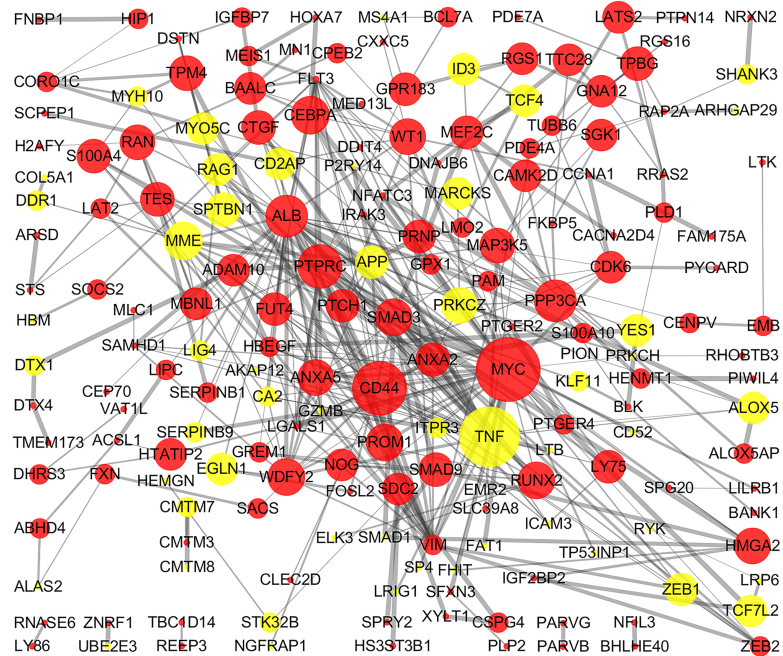 FNBP1
HIP1
IGFBP7
HOXA7
MS4A1
BCL7A
PDE7A
LATS2
PTPN14
NRXN2
DSTN
MEIS1
MN1
CPEB2
CXXC5
RGS16
CORO1C
TPM4
BAALC
FLT3
GPR183
ID3
RGS1
TTC28
TPBG
SHANK3
MYH10
MED13L
TCF4
GNA12
SCPEP1
MYO5C
CTGF
CEBPA
WT1
MEF2C
TUBB6
SGK1
RAP2A
ARHGAP29
H2AFY
S100A4
RAN
RAG1
CD2AP
DDIT4
P2RY14
DNAJB6
PDE4A
CAMK2D
CCNA1
RRAS2
LTK
COL5A1
DDR1
LAT2
TES
SPTBN1
ALB
NFATC3
IRAK3
MARCKS
LMO2
FKBP5
PLD1
ARSD
MME
PRNP
MAP3K5
CACNA2D4
FAM175A
ADAM10
PTPRC
APP
GPX1
CDK6
PYCARD
STS
SOCS2
MBNL1
FUT4
PTCH1
PAM
PPP3CA
HBM
MLC1
SMAD3
PRKCZ
PTGER2
S100A10
YES1
CENPV
EMB
SAMHD1
LIG4
HBEGF
DTX1
LIPC
AKAP12
ANXA5
ANXA2
MYC
PION
PRKCH
RHOBTB3
CEP70
SERPINB1
CA2
CD44
KLF11
HENMT1
PIWIL4
DTX4
VAT1L
GZMB
BLK
ALOX5
TMEM173
ACSL1
SERPINB9
LGALS1
PROM1
ITPR3
TNF
PTGER4
CD52
LTB
ALOX5AP
HTATIP2
GREM1
DHRS3
FXN
HEMGN
EGLN1
WDFY2
NOG
SMAD9
RUNX2
LY75
SPG20
LILRB1
FOSL2
SDC2
EMR2
CMTM7
SACS
SLC39A8
BANK1
ABHD4
ELK3
SMAD1
VIM
ICAM3
RYK
CMTM3
FAT1
TP53INP1
HMGA2
CMTM8
SP4
FHIT
ALAS2
CLEC2D
LRIG1
SFXN3
IGF2BP2
ZEB1
LRP6
XYLT1
TCF7L2
RNASE6
ZNRF1
TBC1D14
STK32B
SPRY2
CSPG4
PARVG
NFIL3
LY86
UBE2E3
REEP3
NGFRAP1
HS3ST3B1
PLP2
PARVB
BHLHE40
ZEB2